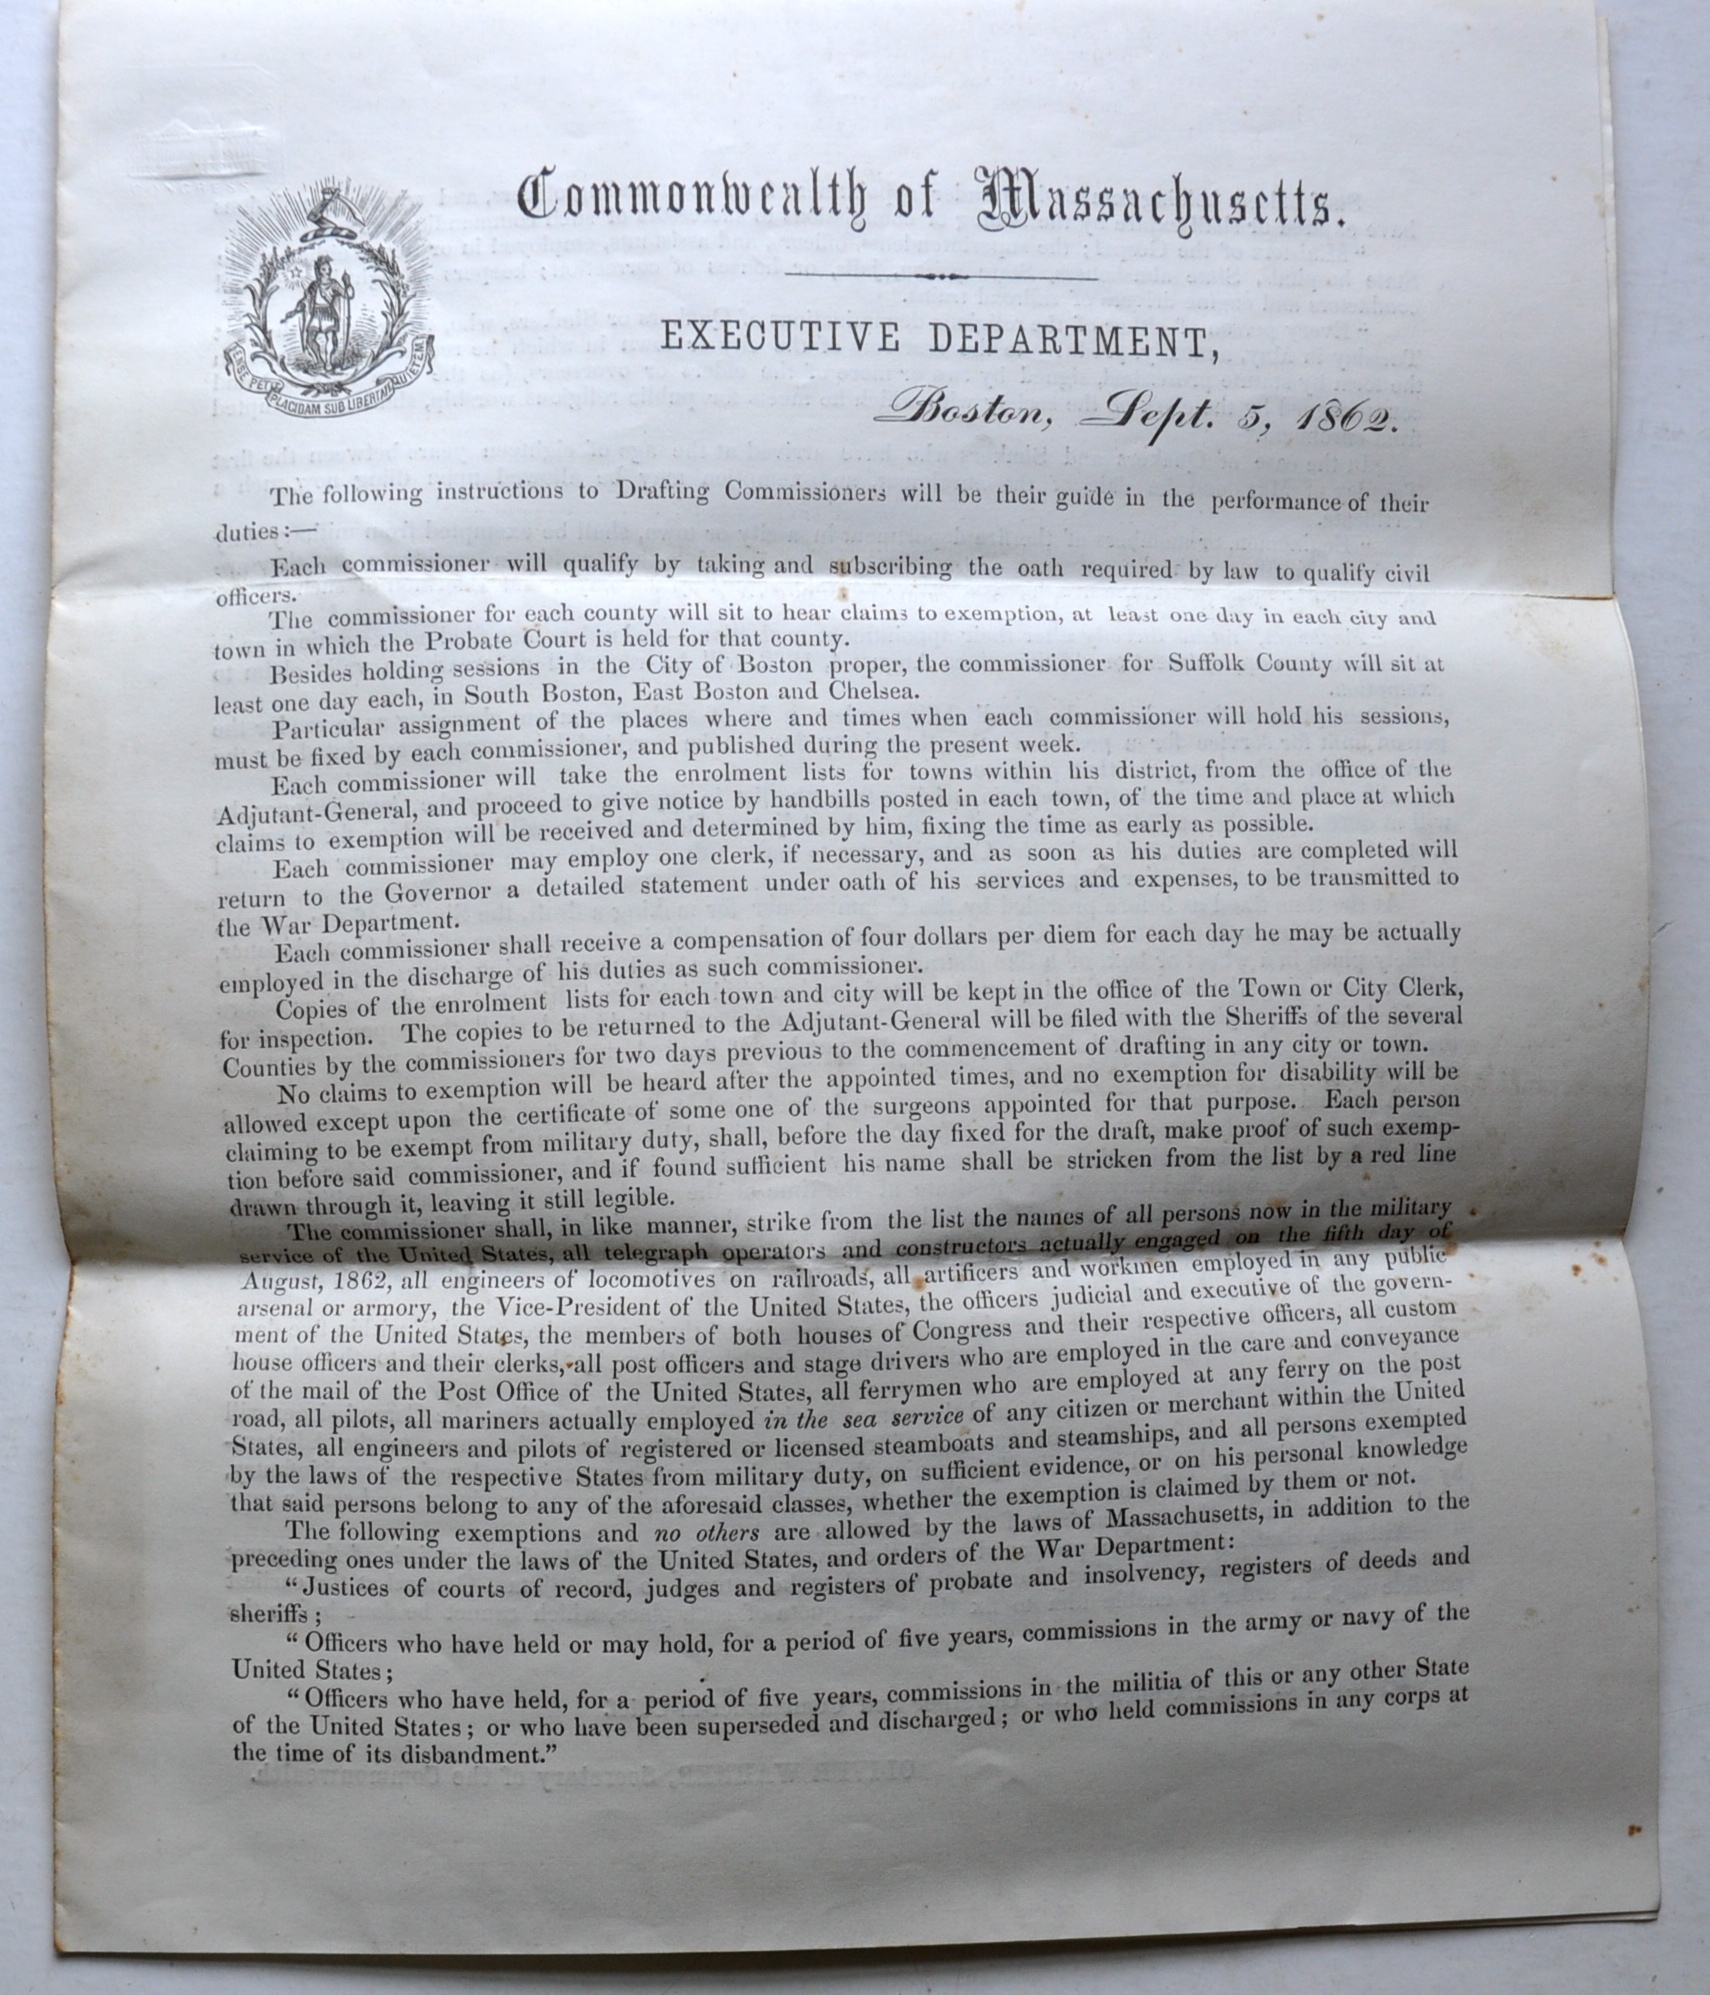 Commonwealth of Massachusetts.
EXECUTIVE DEPARTMENT,
Boston, Sept. 5, 1862.
ENSE PETIT PLACIDAM SUB LIBERTATE QUIETEM
The following instructions to Drafting Commissioners will be their guide in the performance of their
duties:—
Each commissioner will qualify by taking and subscribing the oath required by law to qualify civil
officers.
The commissioner for each county will sit to hear claims to exemption, at least one day in each city and
town in which the Probate Court is held for that county.
Besides holding sessions in the City of Boston proper, the commissioner for Suffolk County will sit at
least one day each, in South Boston, East Boston and Chelsea.
Particular assignment of the places where and times when each commissioner will hold his sessions,
must be fixed by each commissioner, and published during the present week.
Each commissioner will take the enrolment lists for towns within his district, from the office of the
Adjutant-General, and proceed to give notice by handbills posted in each town, of the time and place at which
claims to exemption will be received and determined by him, fixing the time as early as possible.
Each commissioner may employ one clerk, if necessary, and as soon as his duties are completed will
return to the Governor a detailed statement under oath of his services and expenses, to be transmitted to
the War Department.
Each commissioner shall receive a compensation of four dollars per diem for each day he may be actually
employed in the discharge of his duties as such commissioner.
Copies of the enrolment lists for each town and city will be kept in the office of the Town or City Clerk,
for inspection. The copies to be returned to the Adjutant-General will be filed with the Sheriffs of the several
Counties by the commissioners for two days previous to the commencement of drafting in any city or town.
No claims to exemption will be heard after the appointed times, and no exemption for disability will be
allowed except upon the certificate of some one of the surgeons appointed for that purpose. Each person
claiming to be exempt from military duty, shall, before the day fixed for the draft, make proof of such exemp-
tion before said commissioner, and if found sufficient his name shall be stricken from the list by a red line
drawn through it, leaving it still legible.
The commissioner shall, in like manner, strike from the list the names of all persons now in the military
service of the United States, all telegraph operators and constructors actually engaged on the fifth day of
August, 1862, all engineers of locomotives on railroads, all artificers and workmen employed in any public
arsenal or armory, the Vice-President of the United States, the officers judicial and executive of the govern-
ment of the United States, the members of both houses of Congress and their respective officers, all custom
house officers and their clerks, all post officers and stage drivers who are employed in the care and conveyance
of the mail of the Post Office of the United States, all ferrymen who are employed at any ferry on the post
road, all pilots, all mariners actually employed in the sea service of any citizen or merchant within the United
States, all engineers and pilots of registered or licensed steamboats and steamships, and all persons exempted
by the laws of the respective States from military duty, on sufficient evidence, or on his personal knowledge
that said persons belong to any of the aforesaid classes, whether the exemption is claimed by them or not.
The following exemptions and no others are allowed by the laws of Massachusetts, in addition to the
preceding ones under the laws of the United States, and orders of the War Department:
“Justices of courts of record, judges and registers of probate and insolvency, registers of deeds and
sheriffs;
“Officers who have held or may hold, for a period of five years, commissions in the army or navy of the
United States;
“Officers who have held, for a period of five years, commissions in the militia of this or any other State
of the United States; or who have been superseded and discharged; or who held commissions in any corps at
the time of its disbandment.”